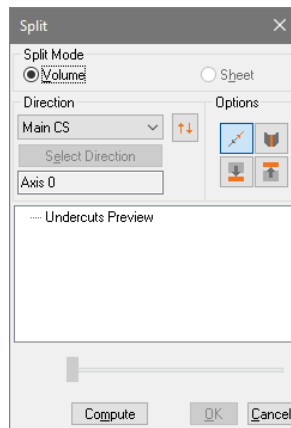 Split
Split Mode
Volume
Sheet
Direction
Options
Main CS
Select Direction
Axis 0
Undercuts Preview
Compute
OK
Cancel